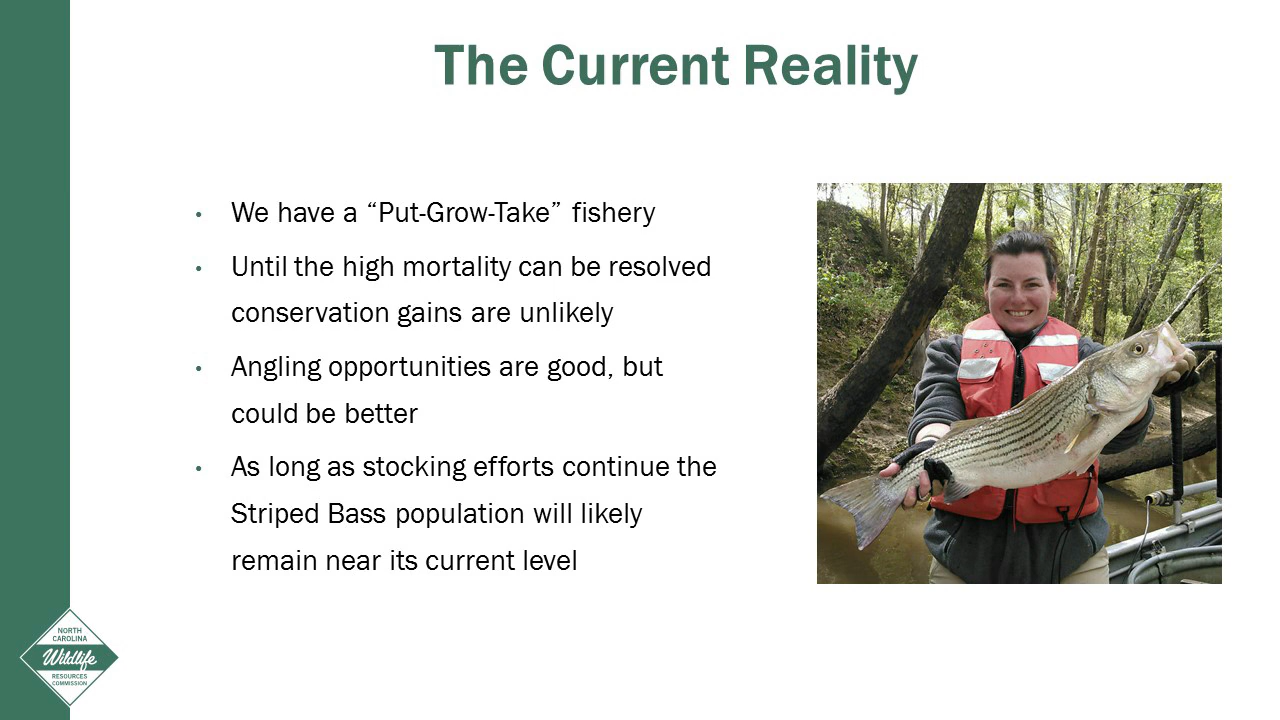 The Current Reality
• We have a “Put-Grow-Take” fishery
• Until the high mortality can be resolved
conservation gains are unlikely
• Angling opportunities are good, but
could be better
• As long as stocking efforts continue the
Striped Bass population will likely
remain near its current level
NORTH
CAROLINA
Wildlife
RESOURCES
COMMISSION